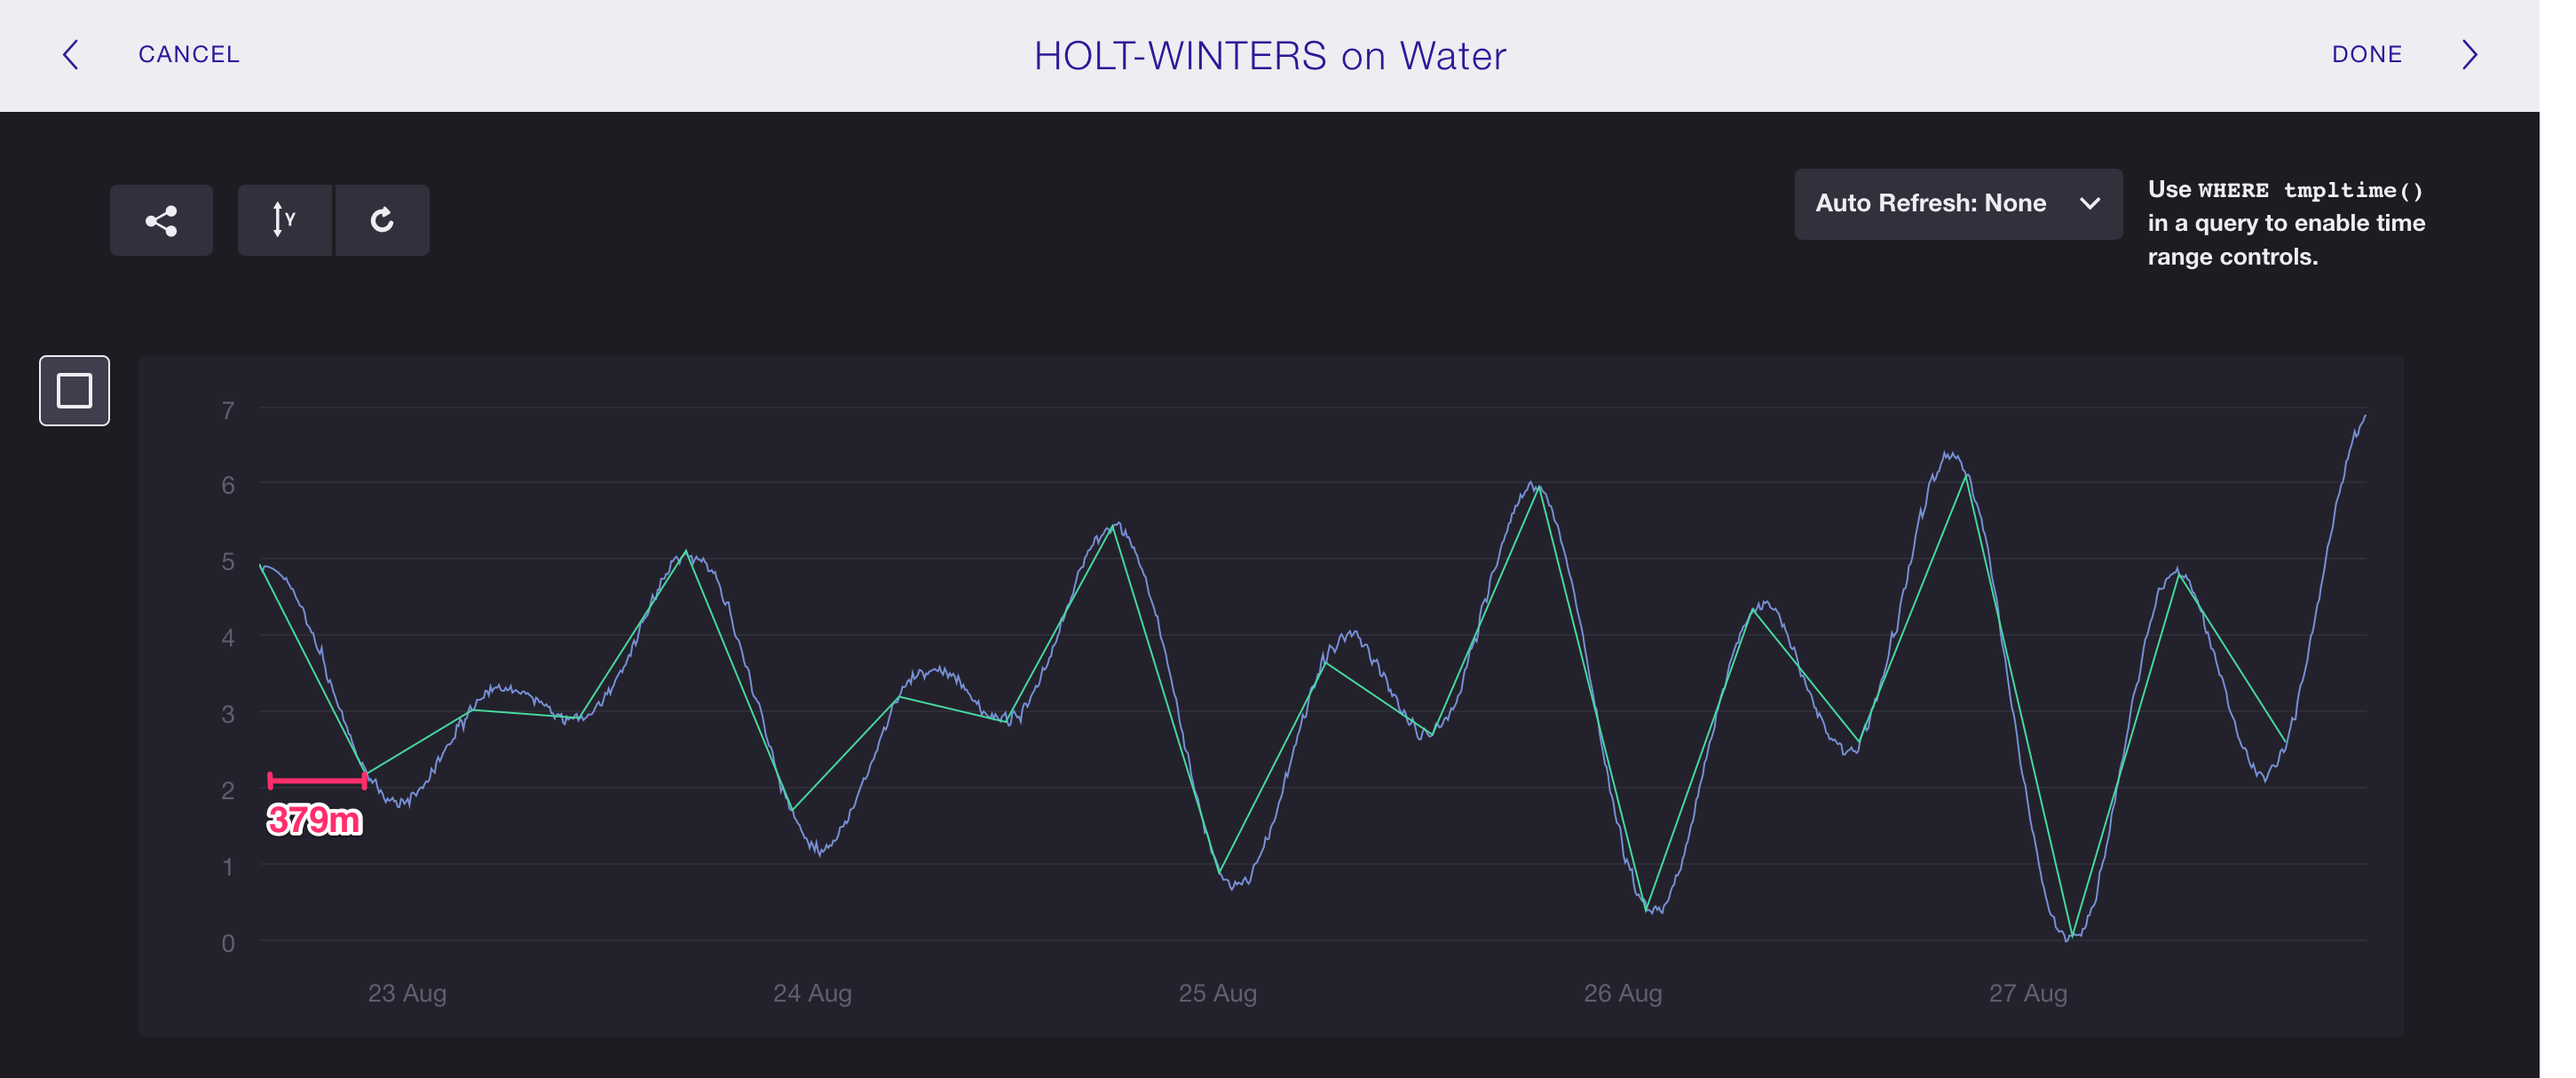 CANCEL
HOLT-WINTERS on Water
DONE
Y
Auto Refresh: None
Use WHERE tmpltime()
in a query to enable time
range controls.
7
6
5
4
3
2
1
0
379m
23 Aug
24 Aug
25 Aug
26 Aug
27 Aug